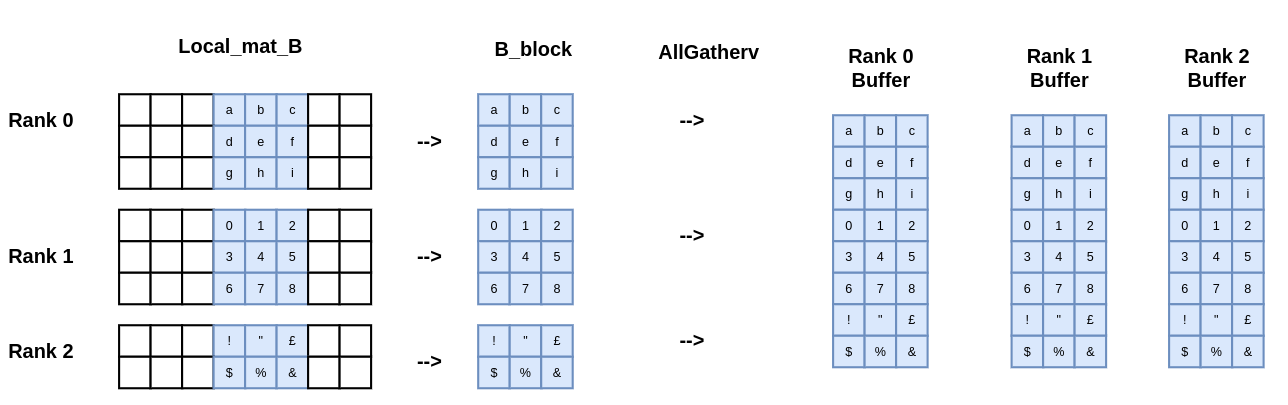 Local_mat_B B_block AllGatherv Rank 0 Buffer Rank 1 Buffer Rank 2 Buffer
Rank 0
a b c
d e f
g h i
-->
a b c
d e f
g h i
-->
Rank 1
0 1 2
3 4 5
6 7 8
-->
0 1 2
3 4 5
6 7 8
-->
Rank 2
! " £
$ % &
-->
! " £
$ % &
-->
a b c
d e f
g h i
0 1 2
3 4 5
6 7 8
! " £
$ % &
a b c
d e f
g h i
0 1 2
3 4 5
6 7 8
! " £
$ % &
a b c
d e f
g h i
0 1 2
3 4 5
6 7 8
! " £
$ % &